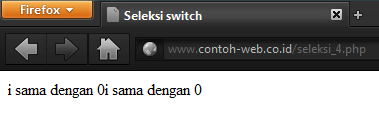 Firefox
Seleksi switch
www.contoh-web.co.id/seleksi_4.php
i sama dengan 0i sama dengan 0